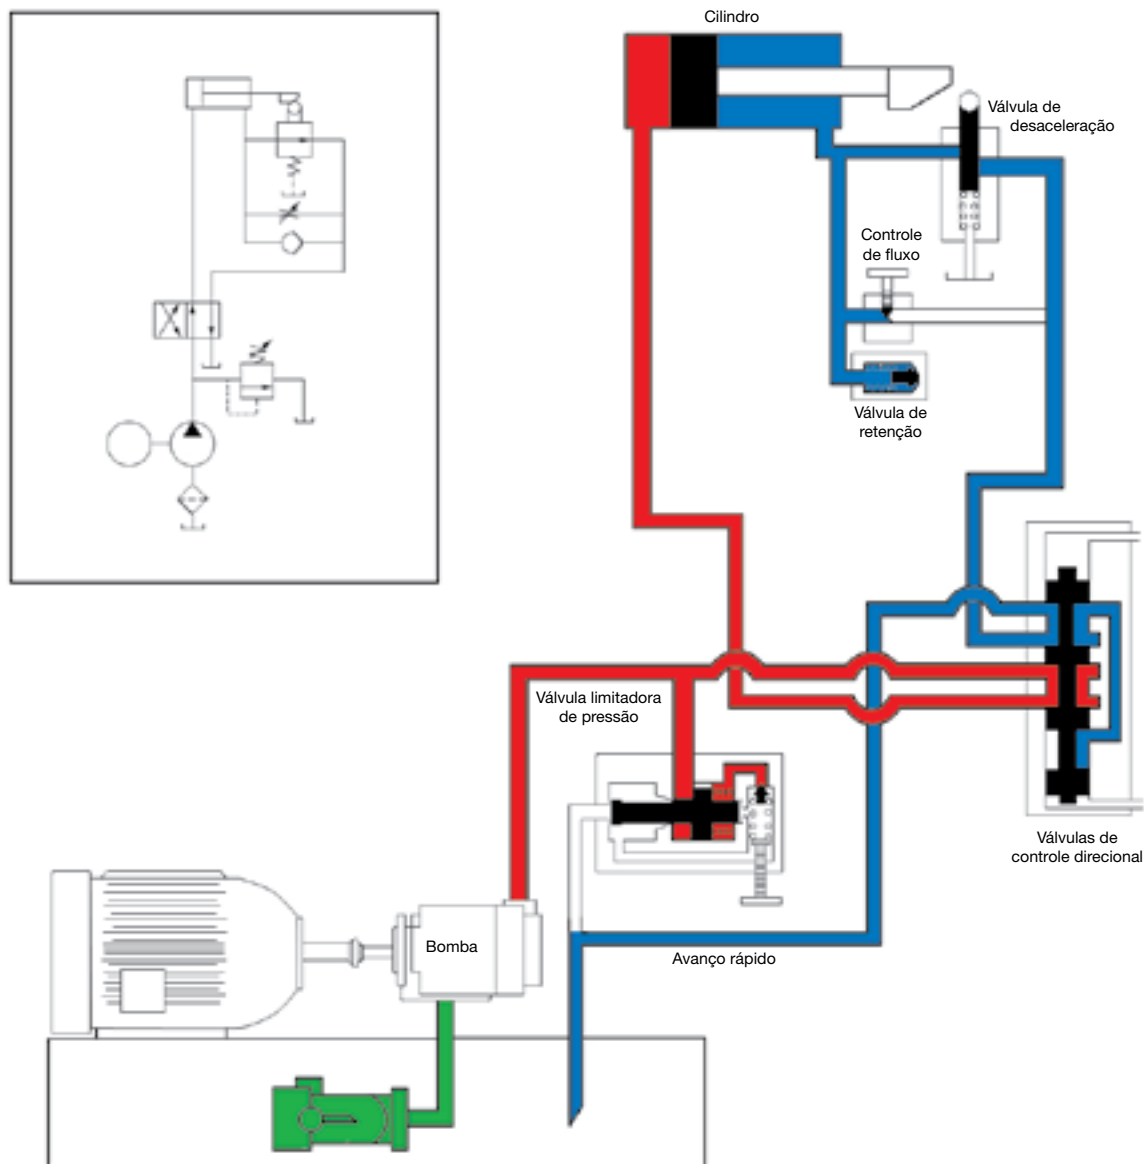 Cilindro
Válvula de
desaceleração
Controle
de fluxo
Válvula de
retenção
Válvula limitadora
de pressão
Válvulas de
controle direcional
Bomba
Avanço rápido